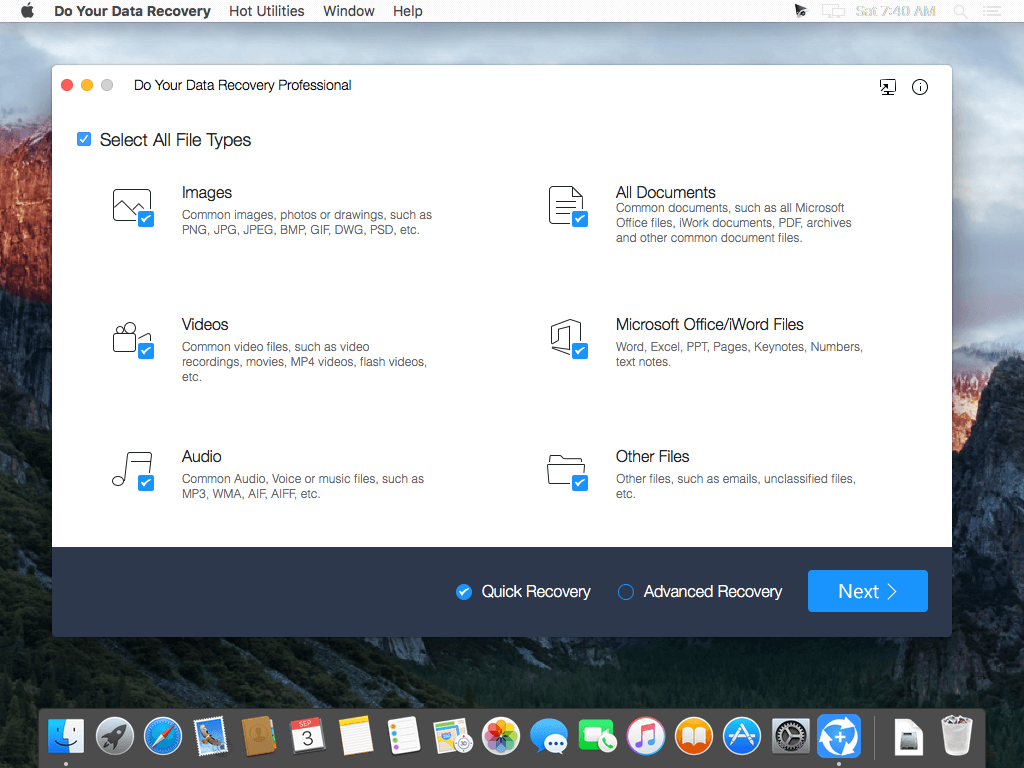 Do Your Data Recovery Hot Utilities Window Help Sat 7:40 AM
Do Your Data Recovery Professional
Select All File Types
Images
Common images, photos or drawings, such as
PNG, JPG, JPEG, BMP, GIF, DWG, PSD, etc.
All Documents
Common documents, such as all Microsoft
Office files, iWork documents, PDF, archives
and other common document files.
Videos
Common video files, such as video
recordings, movies, MP4 videos, flash videos,
etc.
Microsoft Office/iWord Files
Word, Excel, PPT, Pages, Keynotes, Numbers,
text notes.
Audio
Common Audio, Voice or music files, such as
MP3, WMA, AIF, AIFF, etc.
Other Files
Other files, such as emails, unclassified files,
etc.
Quick Recovery Advanced Recovery Next
SEP
3